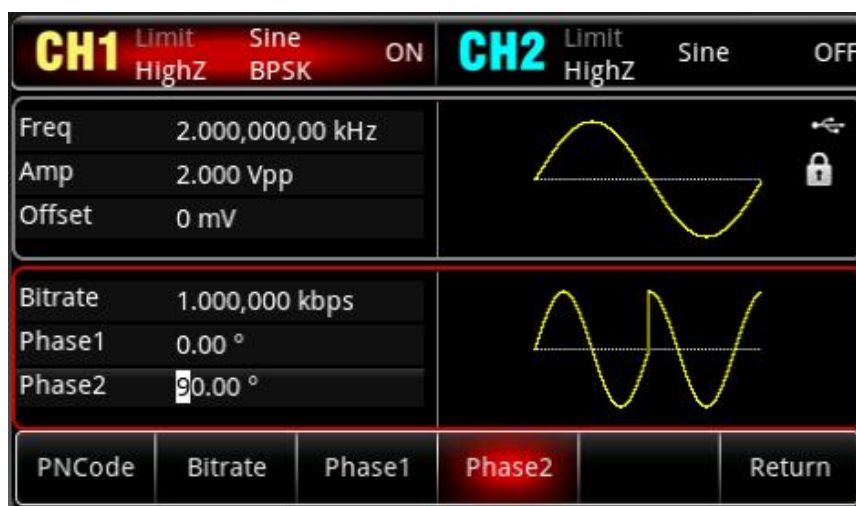 CH1 Limit Sine ON CH2 Limit Sine OFF
HighZ BPSK HighZ
Freq 2.000,000,00 kHz
Amp 2.000 Vpp
Offset 0 mV
Bitrate 1.000,000 kbps
Phase1 0.00 °
Phase2 90.00 °
PNCode Bitrate Phase1 Phase2 Return